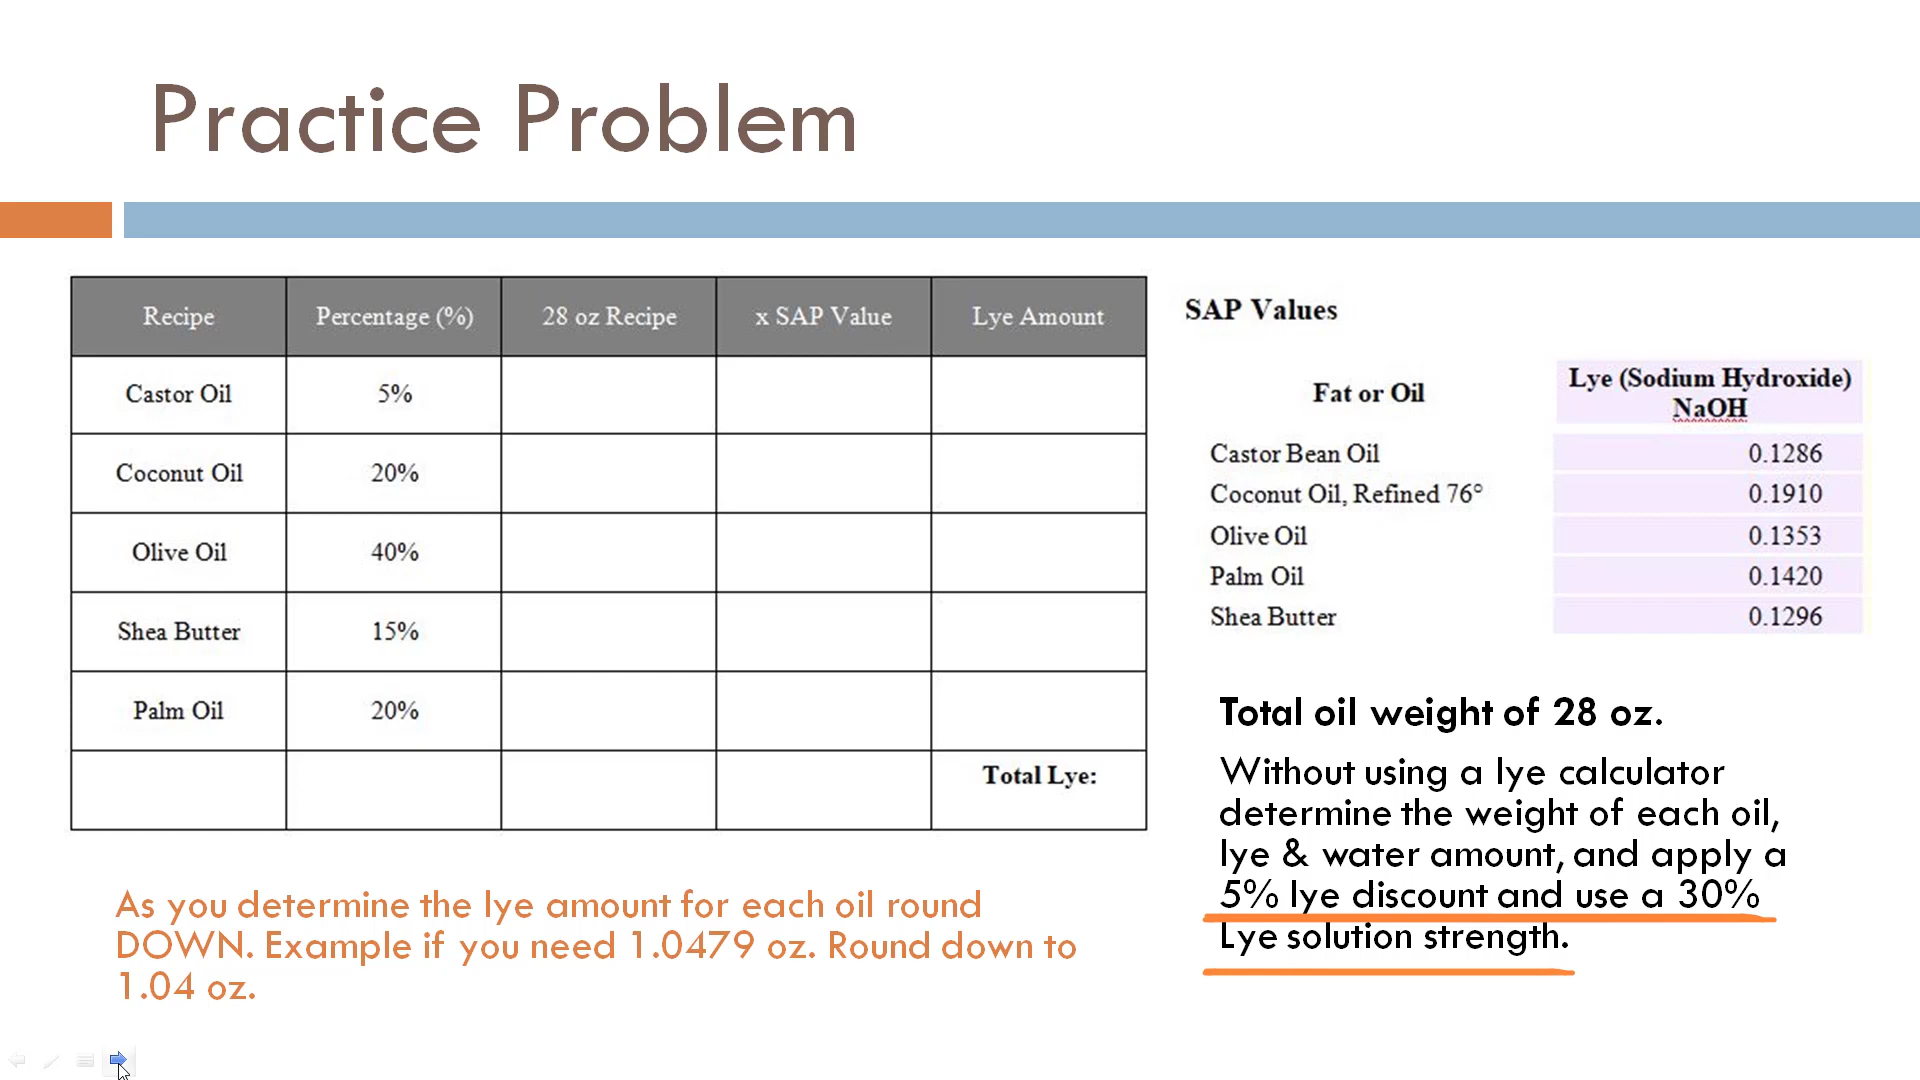 Practice Problem
Recipe Percentage (%) 28 oz Recipe x SAP Value Lye Amount
Castor Oil 5%
Coconut Oil 20%
Olive Oil 40%
Shea Butter 15%
Palm Oil 20%
Total Lye:
As you determine the lye amount for each oil round
DOWN. Example if you need 1.0479 oz. Round down to
1.04 oz.
SAP Values
Fat or Oil Lye (Sodium Hydroxide)
NaOH
Castor Bean Oil 0.1286
Coconut Oil, Refined 76° 0.1910
Olive Oil 0.1353
Palm Oil 0.1420
Shea Butter 0.1296
Total oil weight of 28 oz.
Without using a lye calculator
determine the weight of each oil,
lye & water amount, and apply a
5% lye discount and use a 30%
Lye solution strength.